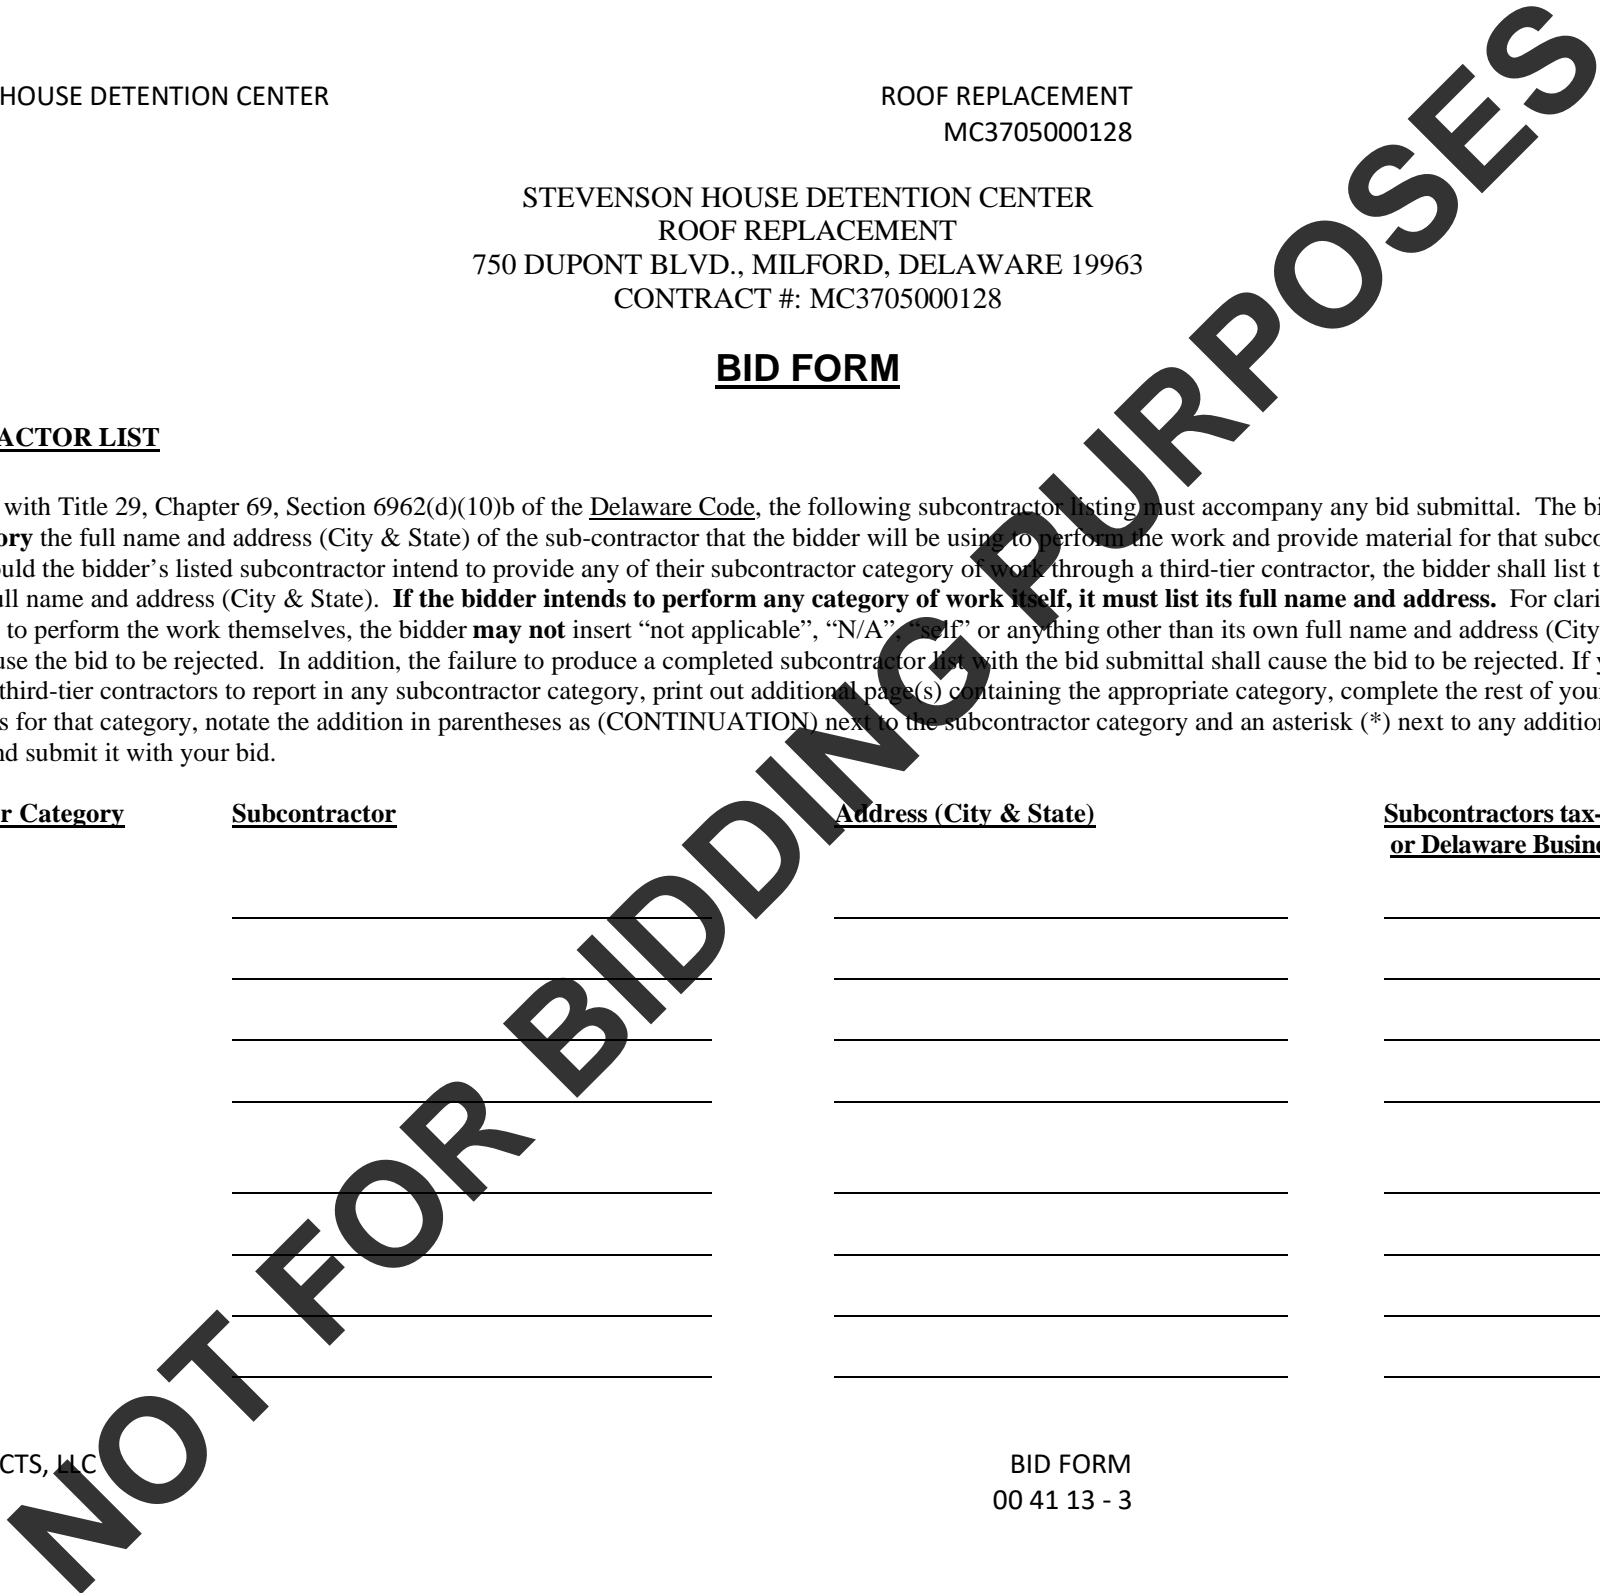 HOUSE DETENTION CENTER
ROOF REPLACEMENT
MC3705000128
STEVENSON HOUSE DETENTION CENTER
ROOF REPLACEMENT
750 DUPONT BLVD., MILFORD, DELAWARE 19963
CONTRACT #: MC3705000128
BID FORM
ACTOR LIST
with Title 29, Chapter 69, Section 6962(d)(10)b of the Delaware Code, the following subcontractor listing must accompany any bid submittal. The bi
ory the full name and address (City & State) of the sub-contractor that the bidder will be using to perform the work and provide material for that subco
ould the bidder’s listed subcontractor intend to provide any of their subcontractor category of work through a third-tier contractor, the bidder shall list t
ull name and address (City & State). If the bidder intends to perform any category of work itself, it must list its full name and address. For clari
to perform the work themselves, the bidder may not insert “not applicable”, “N/A”, “self” or anything other than its own full name and address (City
use the bid to be rejected. In addition, the failure to produce a completed subcontractor list with the bid submittal shall cause the bid to be rejected. If y
third-tier contractors to report in any subcontractor category, print out additional page(s) containing the appropriate category, complete the rest of your
s for that category, notate the addition in parentheses as (CONTINUATION) next to the subcontractor category and an asterisk (*) next to any addition
nd submit it with your bid.
r Category Subcontractor Address (City & State) Subcontractors tax-
or Delaware Busine
CTS, LLC
BID FORM
00 41 13 - 3
NOT FOR BIDDING PURPOSES